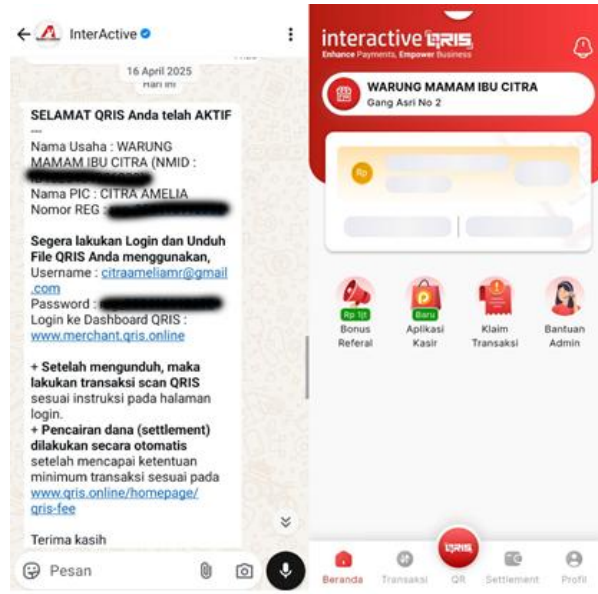 InterActive
16 April 2025
Hari ini
SELAMAT QRIS Anda telah AKTIF
---
Nama Usaha : WARUNG
MAMAM IBU CITRA (NMID :
Nama PIC : CITRA AMELIA
Nomor REG :
Segera lakukan Login dan Unduh
File QRIS Anda menggunakan,
Username : citraameliamr@gmail
.com
Password :
Login ke Dashboard QRIS :
www.merchant.qris.online
+ Setelah mengunduh, maka
lakukan transaksi scan QRIS
sesuai instruksi pada halaman
login.
+ Pencairan dana (settlement)
dilakukan secara otomatis
setelah mencapai ketentuan
minimum transaksi sesuai pada
www.qris.online/homepage/
qris-fee
Terima kasih
Pesan
interactive QRIS
Enhance Payments, Empower Business
WARUNG MAMAM IBU CITRA
Gang Asri No 2
Rp
Rp 1jt
Baru
Bonus Referal
Aplikasi Kasir
Klaim Transaksi
Bantuan Admin
QRIS
Beranda Transaksi QR Settlement Profil